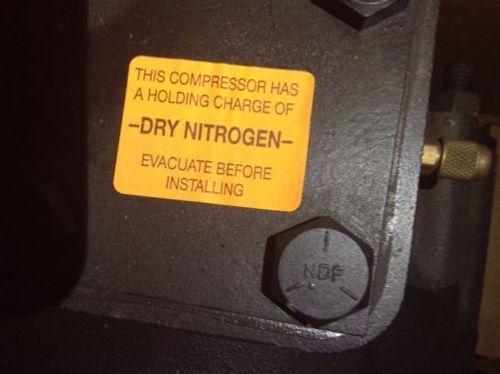 THIS COMPRESSOR HAS
A HOLDING CHARGE OF
–DRY NITROGEN–
EVACUATE BEFORE
INSTALLING
NDF